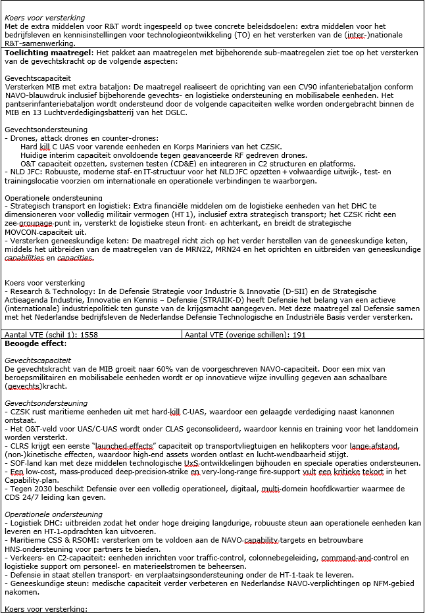 Koers voor versterking
Met de extra middelen voor R&T wordt ingespeeld op twee concrete beleidsdoelen: extra middelen voor het
bedrijfsleven en kennisinstellingen voor technologieontwikkeling (TO) en het versterken van de (inter-)nationale
R&T-samenwerking.
Toelichting maatregel: Het pakket aan maatregelen met bijbehorende sub-maatregelen ziet toe op het versterken
van de gevechtskracht op de volgende aspecten:
Gevechtscapaciteit
Versterken MIB met extra bataljon: De maatregel realiseert de oprichting van een CV90 infanteriebataljon conform
NAVO-blauwdruk inclusief bijbehorende gevechts- en logistieke ondersteuning en mobilisabele eenheden. Het
pantserinfanteriebataljon wordt ondersteund door de volgende capaciteiten welke worden ondergebracht binnen de
MIB en 13 Luchtverdedigingsbatterij van het DGLC.
Gevechtsondersteuning
- Drones, attack drones en counter-drones:
Hard kill C UAS voor varende eenheden en Korps Mariniers van het CZSK.
Huidige interim capaciteit onvoldoende tegen geavanceerde RF gedreven drones.
O&T capaciteit opzetten, systemen testen (CD&E) en integreren in C2 structuren en platforms.
- NLD JFC: Robuuste, moderne staf-en IT-structuur voor het NLD JFC opzetten + volwaardige uitwijk-, test- en
trainingslocatie voorzien om internationale en operationele verbindingen te waarborgen.
Operationele ondersteuning
- Strategisch transport en logistiek: Extra financiële middelen om de logistieke eenheden van het DHC te
dimensioneren voor volledig militair vermogen (HT 1), inclusief extra strategisch transport; het CZSK richt een
zee-groupage-punt in, versterkt de logistieke steun front- en achterkant, en breidt de strategische
MOVCON-capaciteit uit.
- Versterken geneeskundige keten: De maatregel richt zich op het verder herstellen van de geneeskundige keten,
middels het uitbreiden van de maatregelen van de MRN22, MRN24 en het oprichten en uitbreiden van geneeskundige
capabilities en capacities.
Koers voor versterking
- Research & Technology: In de Defensie Strategie voor Industrie & Innovatie (D-SII) en de Strategische
Actieagenda Industrie, Innovatie en Kennis – Defensie (STRAIIK-D) heeft Defensie het belang van een actieve
(internationale) industriepolitiek ten gunste van de krijgsmacht aangegeven. Met deze maatregel zal Defensie samen
met het Nederlandse bedrijfsleven de Nederlandse Defensie Technologische en Industriële Basis verder versterken.
Aantal VTE (schil 1): 1558 Aantal VTE (overige schillen): 191
Beoogde effect:
Gevechtscapaciteit
De gevechtskracht van de MIB groeit naar 60% van de voorgeschreven NAVO-capaciteit. Door een mix van
beroepsmilitairen en mobilisabele eenheden wordt er op innovatieve wijze invulling gegeven aan schaalbare
(gevechts)kracht.
Gevechtsondersteuning
- CZSK rust maritieme eenheden uit met hard-kill C-UAS, waardoor een gelaagde verdediging naast kanonnen
ontstaat.
- Het O&T-veld voor UAS/C-UAS wordt onder CLAS geconsolideerd, waardoor kennis en training voor het landdomein
worden versterkt.
- CLRS krijgt een eerste "launched-effects" capaciteit op transportvliegtuigen en helikopters voor lange-afstand,
(non-)kinetische effecten, waardoor high-end assets worden ontlast en lucht-wendbaarheid stijgt.
- SOF-land kan met deze middelen technologische UxS-ontwikkelingen bijhouden en speciale operaties ondersteunen.
- Een low-cost, mass-produced deep-precision-strike en very-long-range fire-support vult een kritieke tekort in the
Capability-plan.
- Tegen 2030 beschikt Defensie over een volledig operationeel, digitaal, multi-domein hoofdkwartier waarmee de
CDS 24/7 leiding kan geven.
Operationele ondersteuning
- Logistiek DHC: uitbreiden zodat het onder hoge dreiging langdurige, robuuste steun aan operationele eenheden kan
leveren en HT-1-opdrachten kan uitvoeren.
- Maritieme CSS & RSOMI: versterken om te voldoen aan de NAVO-capability-targets en betrouwbare
HNS-ondersteuning voor partners te bieden.
- Verkeers- en C2-capaciteit: eenheden inrichten voor traffic-control, colonnebegeleiding, command-and-control en
logistieke support om personeel- en materieelstromen te beheersen.
- Defensie in staat stellen transport- en verplaatsingsondersteuning onder de HT-1-taak te leveren.
- Geneeskundige steun: medische capaciteit verder verbeteren en Nederlandse NAVO-verplichtingen op NFM-gebied
nakomen.
Koers voor versterking: